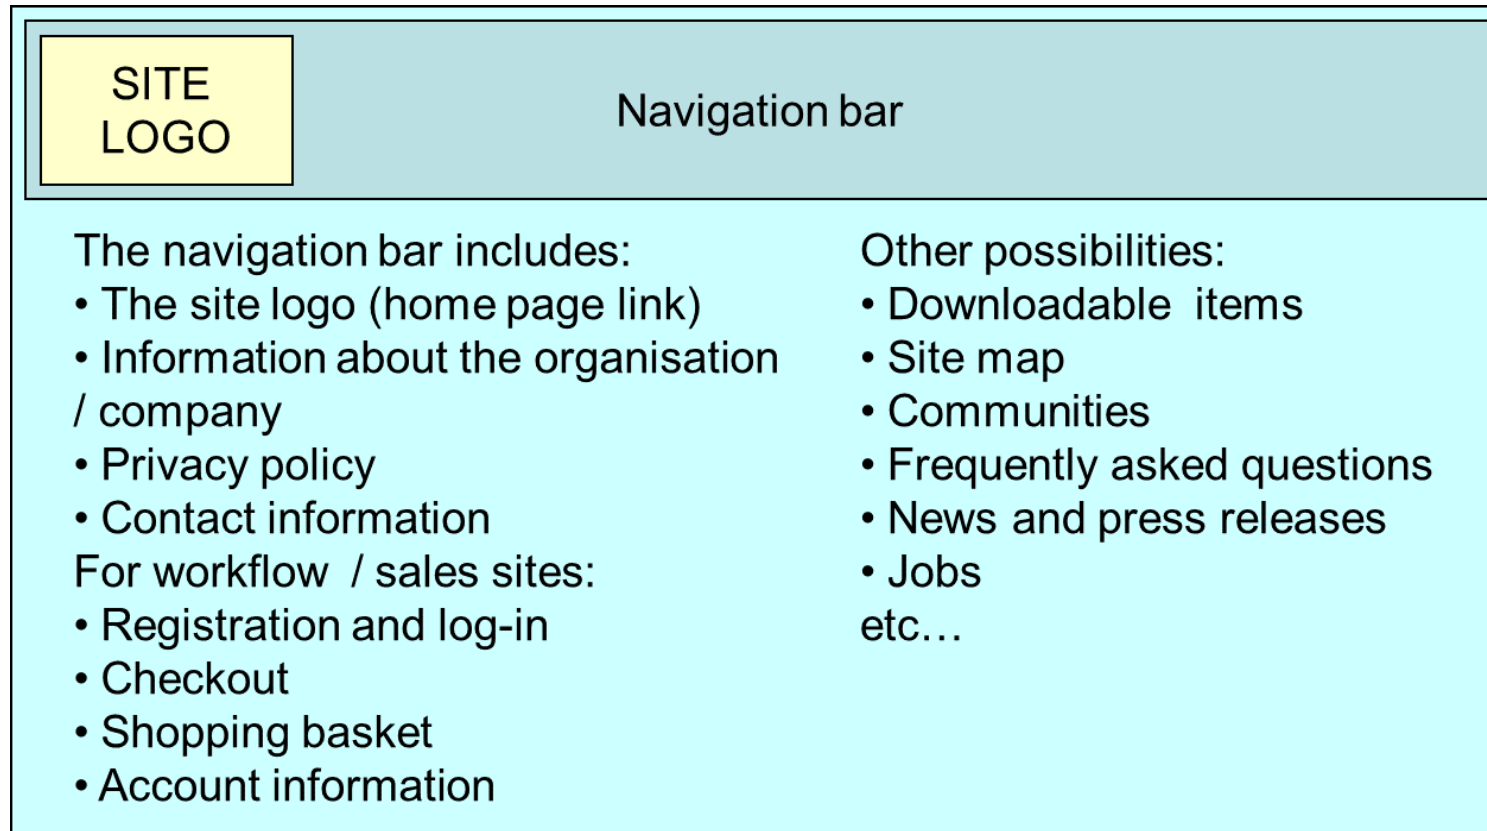 SITE
LOGO
Navigation bar
The navigation bar includes:
• The site logo (home page link)
• Information about the organisation
/ company
• Privacy policy
• Contact information
For workflow / sales sites:
• Registration and log-in
• Checkout
• Shopping basket
• Account information
Other possibilities:
• Downloadable items
• Site map
• Communities
• Frequently asked questions
• News and press releases
• Jobs
etc…